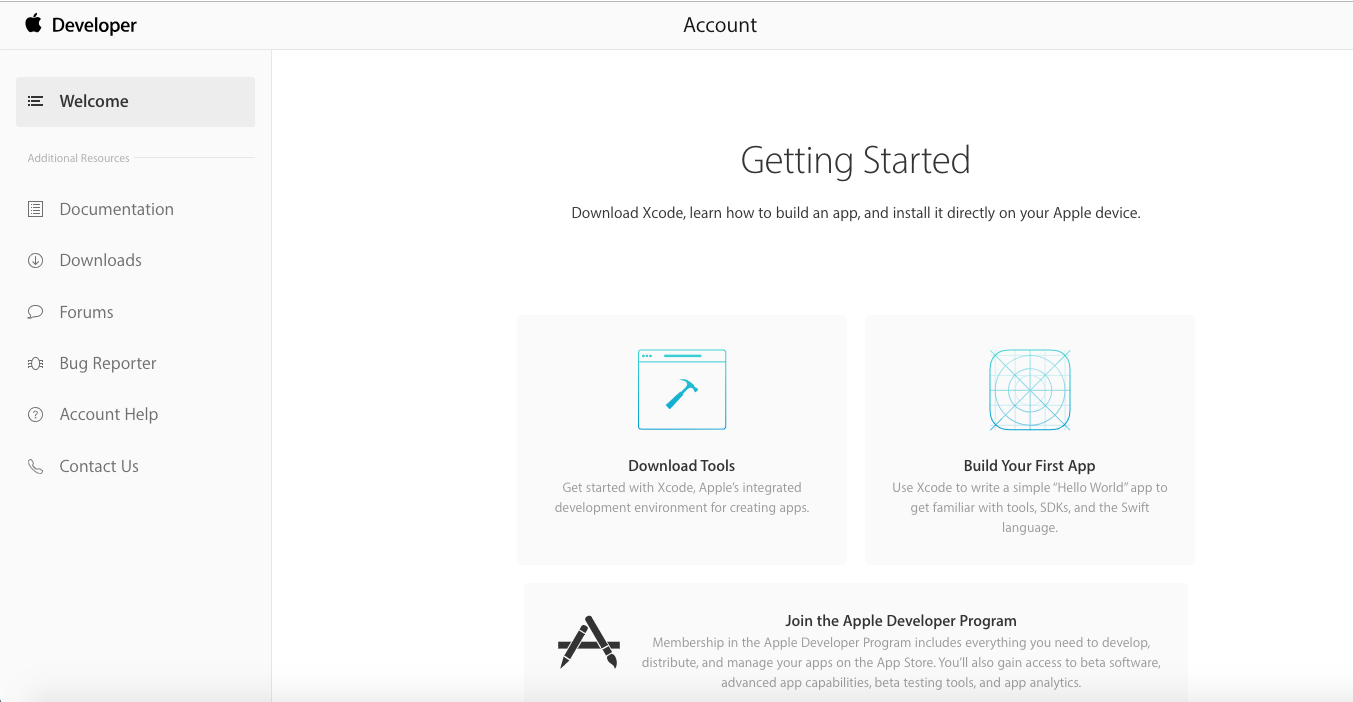 Developer
Account
Welcome
Additional Resources
Documentation
Downloads
Forums
Bug Reporter
Account Help
Contact Us
Getting Started
Download Xcode, learn how to build an app, and install it directly on your Apple device.
Download Tools
Get started with Xcode, Apple’s integrated
development environment for creating apps.
Build Your First App
Use Xcode to write a simple “Hello World” app to
get familiar with tools, SDKs, and the Swift
language.
Join the Apple Developer Program
Membership in the Apple Developer Program includes everything you need to develop,
distribute, and manage your apps on the App Store. You’ll also gain access to beta software,
advanced app capabilities, beta testing tools, and app analytics.